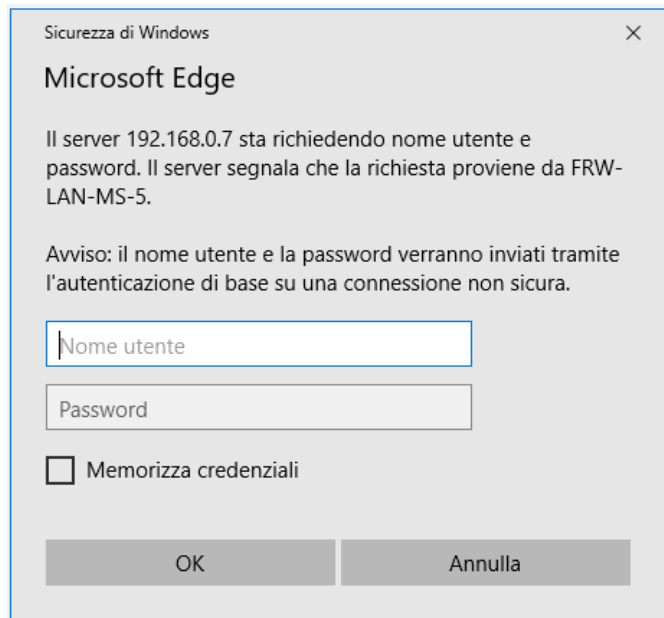 Sicurezza di Windows
Microsoft Edge
Il server 192.168.0.7 sta richiedendo nome utente e
password. Il server segnala che la richiesta proviene da FRW-
LAN-MS-5.
Avviso: il nome utente e la password verranno inviati tramite
l'autenticazione di base su una connessione non sicura.
Nome utente
Password
Memorizza credenziali
OK
Annulla